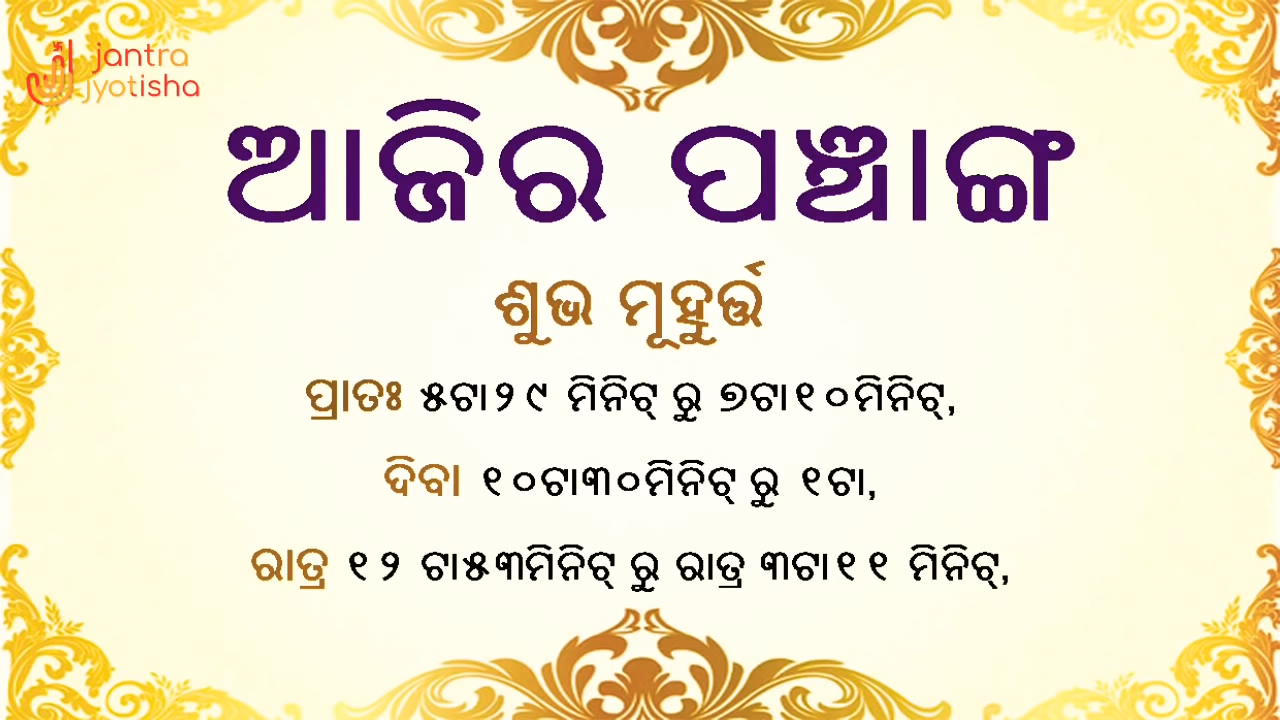 jantra
jyotisha
ଆଜିର ପଞ୍ଚାଙ୍ଗ
ଶୁଭ ମୂହୁର୍ତ୍ତ
ପ୍ରାତଃ ୫ଟା୨୯ ମିନିଟ୍ ରୁ ୭ଟା୧୦ମିନିଟ୍,
ଦିବା ୧୦ଟା୩୦ମିନିଟ୍ ରୁ ୧ଟା,
ରାତ୍ର ୧୨ ଟା୫୩ମିନିଟ୍ ରୁ ରାତ୍ର ୩ଟା୧୧ ମିନିଟ୍,